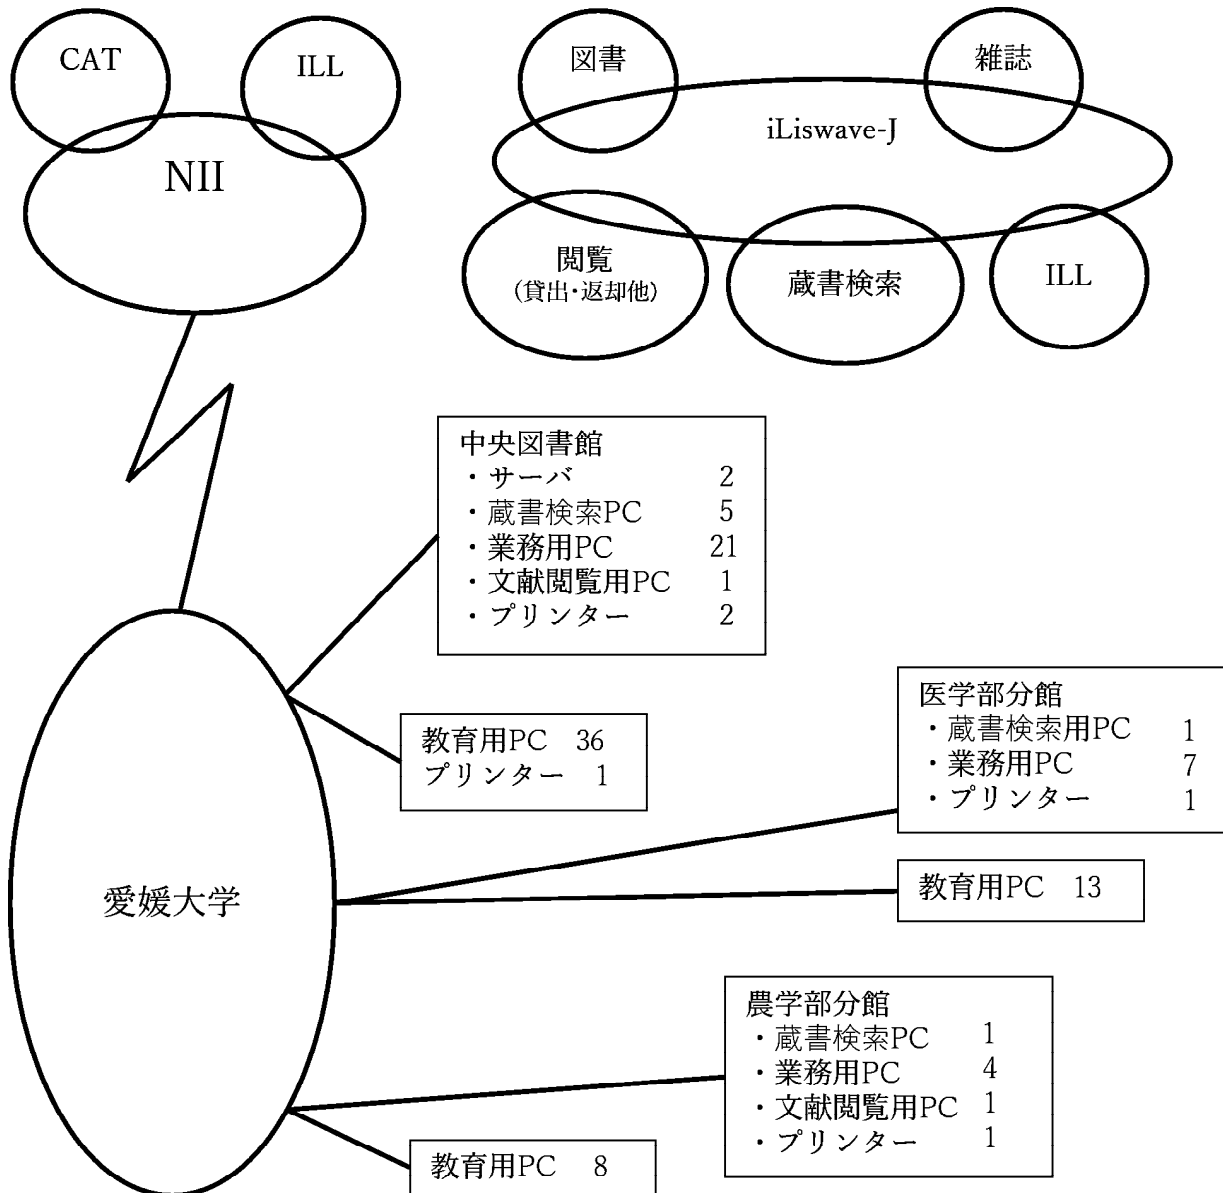 CAT
ILL
NII
図書
雑誌
iLiswave-J
閲覧
（貸出・返却他）
蔵書検索
ILL
中央図書館
・サーバ 2
・蔵書検索PC 5
・業務用PC 21
・文献閲覧用PC 1
・プリンター 2
教育用PC 36
プリンター 1
医学部分館
・蔵書検索用PC 1
・業務用PC 7
・プリンター 1
愛媛大学
教育用PC 13
農学部分館
・蔵書検索PC 1
・業務用PC 4
・文献閲覧用PC 1
・プリンター 1
教育用PC 8